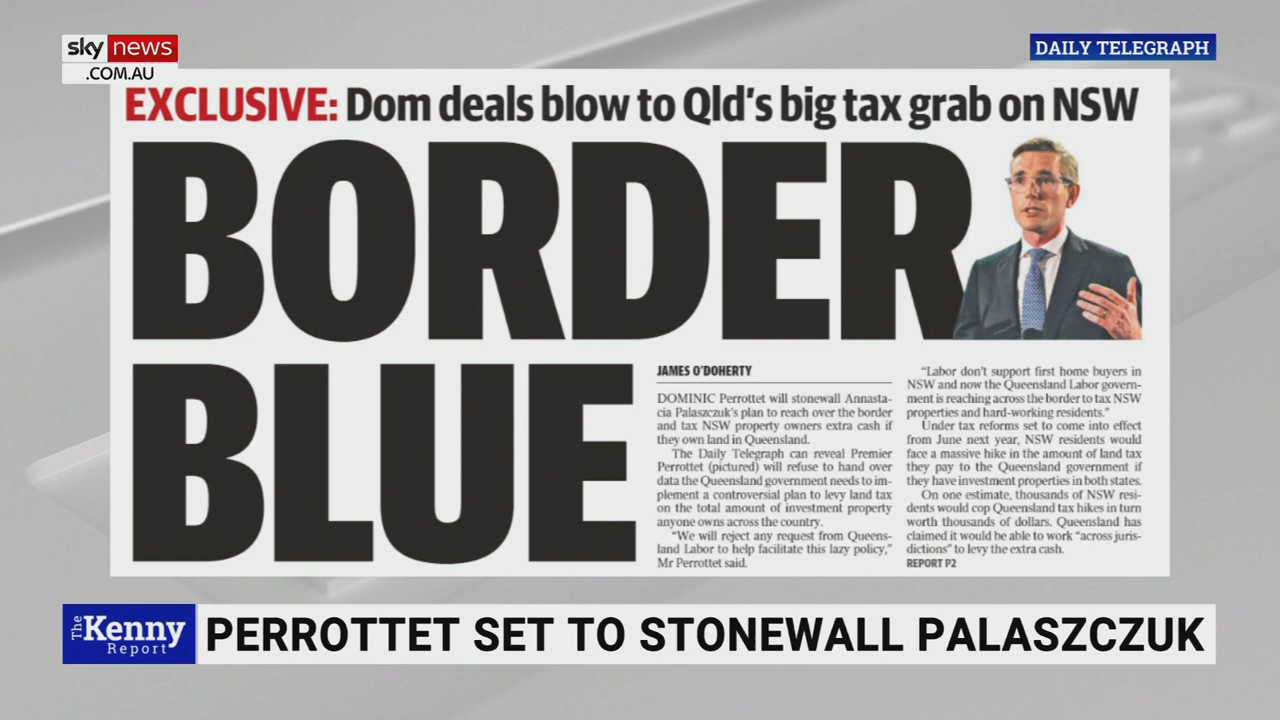 sky news
.COM.AU
DAILY TELEGRAPH
EXCLUSIVE: Dom deals blow to Qld's big tax grab on NSW
BORDER
BLUE
JAMES O'DOHERTY
DOMINIC Perrottet will stonewall Annasta-
cia Palaszczuk's plan to reach over the border
and tax NSW property owners extra cash if
they own land in Queensland.
The Daily Telegraph can reveal Premier
Perrottet (pictured) will refuse to hand over
data the Queensland government needs to im-
plement a controversial plan to levy land tax
on the total amount of investment property
anyone owns across the country.
“We will reject any request from Queens-
land Labor to help facilitate this lazy policy,”
Mr Perrottet said.
“Labor don't support first home buyers in
NSW and now the Queensland Labor govern-
ment is reaching across the border to tax NSW
properties and hard-working residents.”
Under tax reforms set to come into effect
from June next year, NSW residents would
face a massive hike in the amount of land tax
they pay to the Queensland government if
they have investment properties in both states.
On one estimate, thousands of NSW resi-
dents would cop Queensland tax hikes in turn
worth thousands of dollars. Queensland has
claimed it would be able to work “across juris-
dictions” to levy the extra cash.
REPORT P2
The Kenny Report
PERROTTET SET TO STONEWALL PALASZCZUK